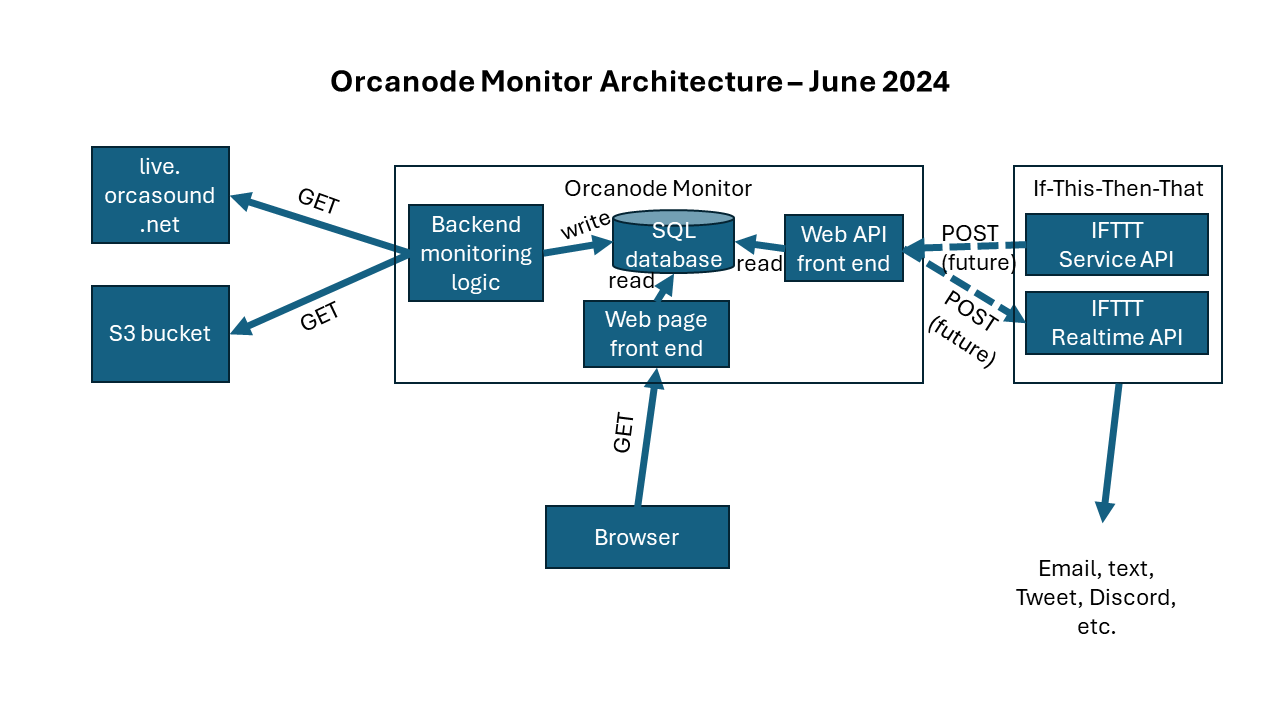 Orcanode Monitor Architecture – June 2024
live.
orcasound
.net
GET
S3 bucket
GET
Orcanode Monitor
Backend
monitoring
logic
write
SQL
database
read
Web API
front end
read
Web page
front end
POST
(future)
POST
(future)
If-This-Then-That
IFTTT
Service API
IFTTT
Realtime API
GET
Browser
Email, text,
Tweet, Discord,
etc.